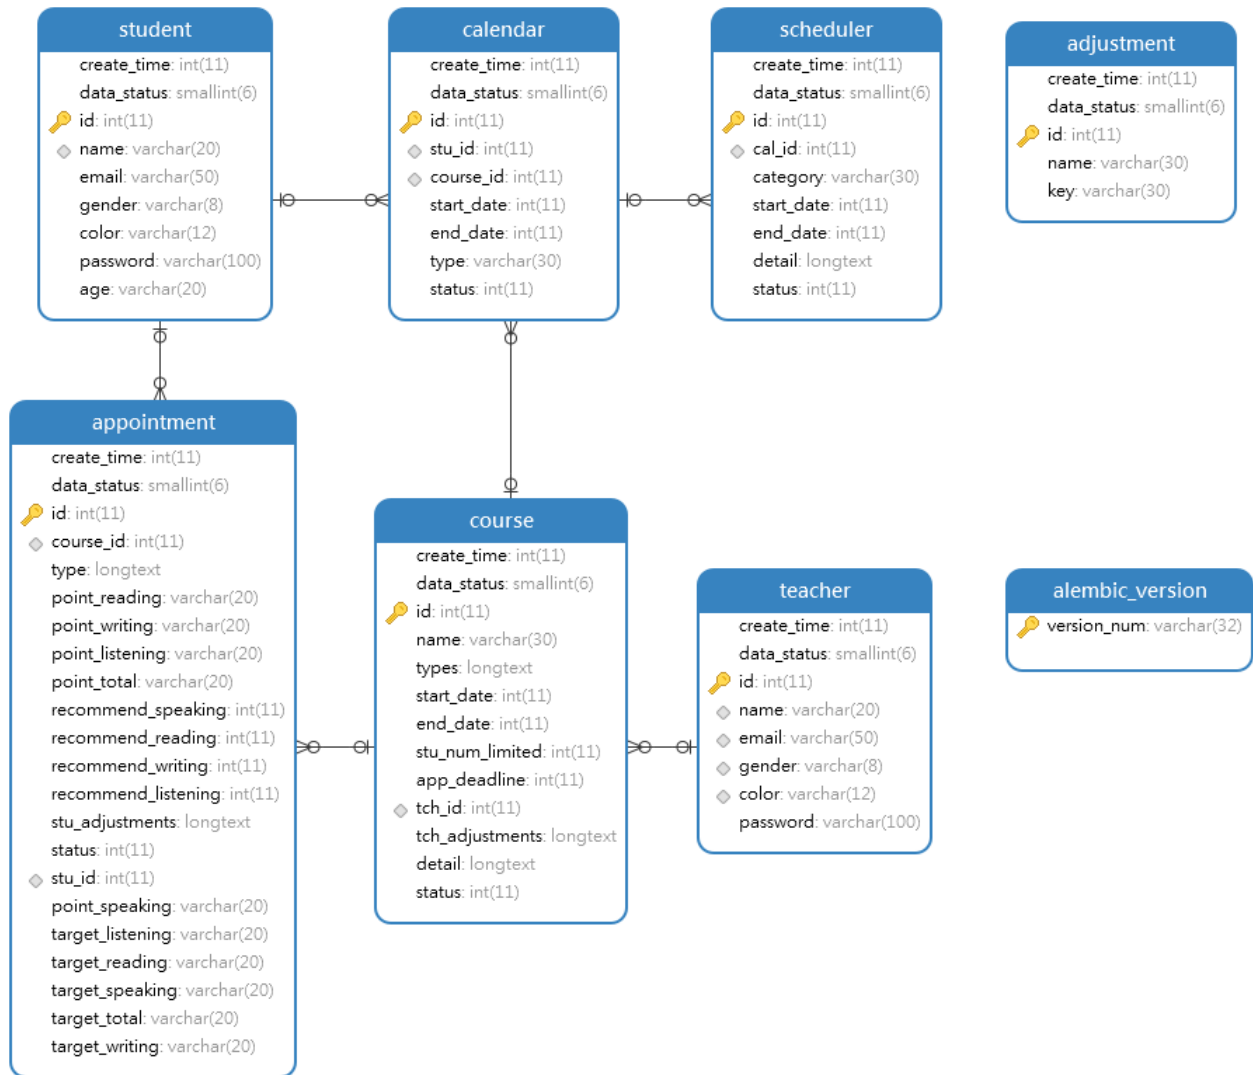 student
create_time: int(11)
data_status: smallint(6)
id: int(11)
name: varchar(20)
email: varchar(50)
gender: varchar(8)
color: varchar(12)
password: varchar(100)
age: varchar(20)
calendar
create_time: int(11)
data_status: smallint(6)
id: int(11)
stu_id: int(11)
course_id: int(11)
start_date: int(11)
end_date: int(11)
type: varchar(30)
status: int(11)
scheduler
create_time: int(11)
data_status: smallint(6)
id: int(11)
cal_id: int(11)
category: varchar(30)
start_date: int(11)
end_date: int(11)
detail: longtext
status: int(11)
adjustment
create_time: int(11)
data_status: smallint(6)
id: int(11)
name: varchar(30)
key: varchar(30)
appointment
create_time: int(11)
data_status: smallint(6)
id: int(11)
course_id: int(11)
type: longtext
point_reading: varchar(20)
point_writing: varchar(20)
point_listening: varchar(20)
point_total: varchar(20)
recommend_speaking: int(11)
recommend_reading: int(11)
recommend_writing: int(11)
recommend_listening: int(11)
stu_adjustments: longtext
status: int(11)
stu_id: int(11)
point_speaking: varchar(20)
target_listening: varchar(20)
target_reading: varchar(20)
target_speaking: varchar(20)
target_total: varchar(20)
target_writing: varchar(20)
course
create_time: int(11)
data_status: smallint(6)
id: int(11)
name: varchar(30)
types: longtext
start_date: int(11)
end_date: int(11)
stu_num_limited: int(11)
app_deadline: int(11)
tch_id: int(11)
tch_adjustments: longtext
detail: longtext
status: int(11)
teacher
create_time: int(11)
data_status: smallint(6)
id: int(11)
name: varchar(20)
email: varchar(50)
gender: varchar(8)
color: varchar(12)
password: varchar(100)
alembic_version
version_num: varchar(32)